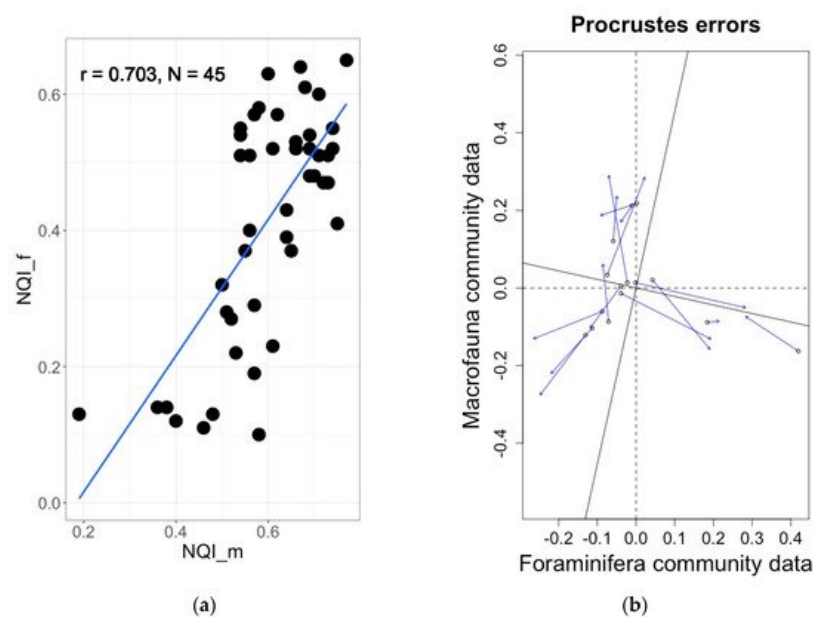 r = 0.703, N = 45
NQI_f
0.6
0.4
0.2
0.0
0.2 0.4 0.6
NQI_m
(a)
Procrustes errors
Macrofauna community data
0.6
0.4
0.2
0.0
-0.2
-0.4
-0.2 -0.1 0.0 0.1 0.2 0.3 0.4
Foraminifera community data
(b)